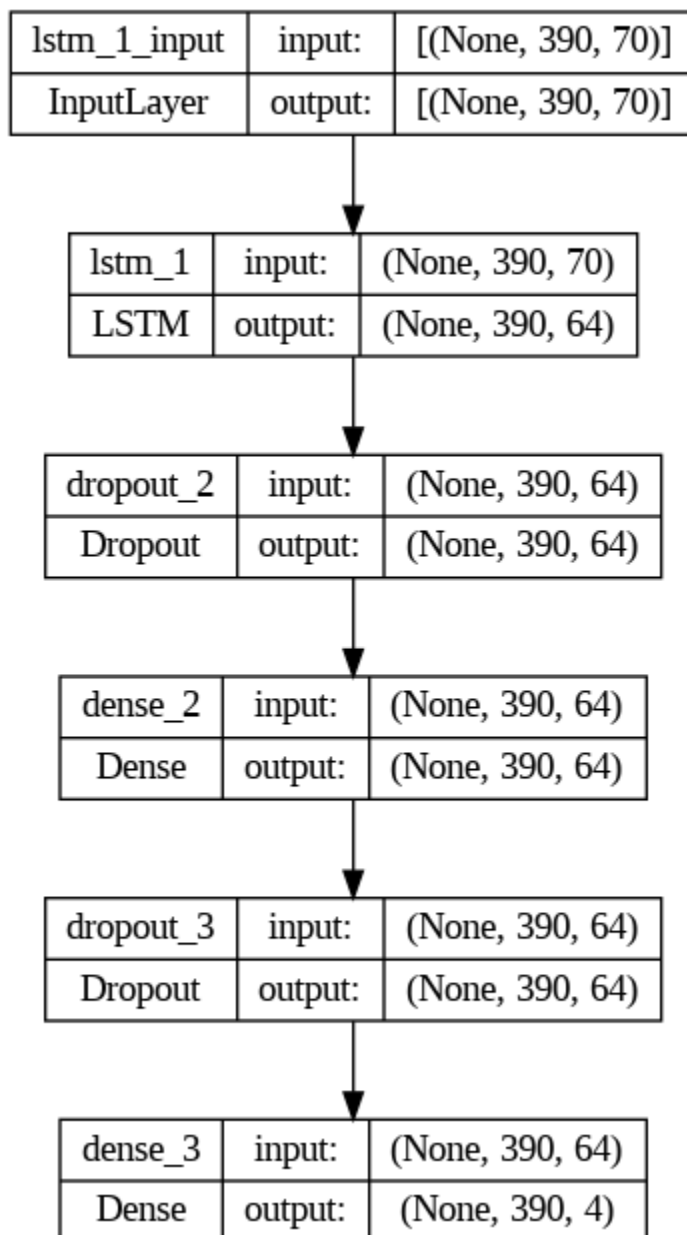 lstm_1_input input: [(None, 390, 70)]
InputLayer output: [(None, 390, 70)]
lstm_1 input: (None, 390, 70)
LSTM output: (None, 390, 64)
dropout_2 input: (None, 390, 64)
Dropout output: (None, 390, 64)
dense_2 input: (None, 390, 64)
Dense output: (None, 390, 64)
dropout_3 input: (None, 390, 64)
Dropout output: (None, 390, 64)
dense_3 input: (None, 390, 64)
Dense output: (None, 390, 4)